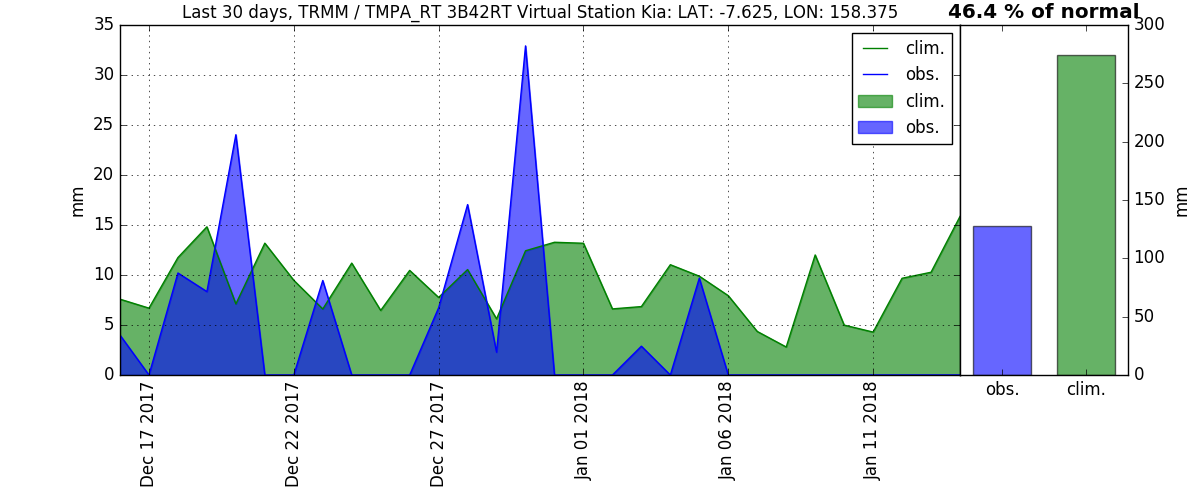 Last 30 days, TRMM / TMPA_RT 3B42RT Virtual Station Kia: LAT: -7.625, LON: 158.375
46.4 % of normal
35
30
25
20
15
10
5
0
mm
clim.
obs.
clim.
obs.
Dec 17 2017
Dec 22 2017
Dec 27 2017
Jan 01 2018
Jan 06 2018
Jan 11 2018
300
250
200
150
100
50
0
mm
obs.
clim.